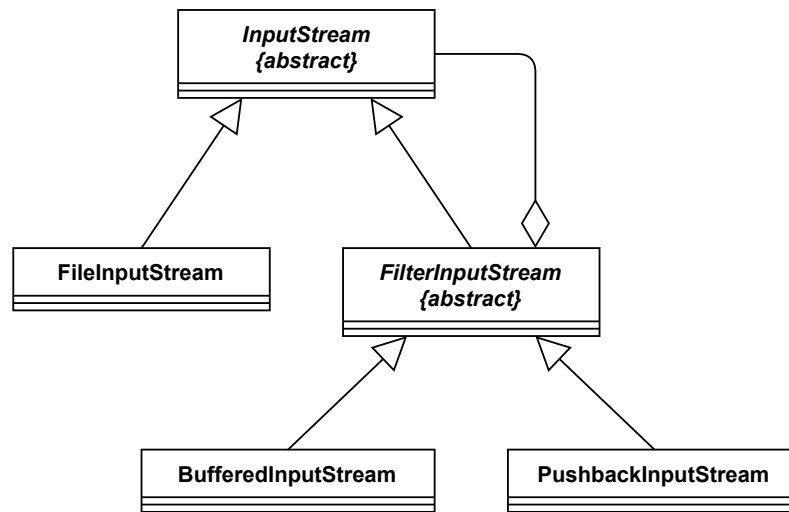 InputStream
{abstract}
FileInputStream
FilterInputStream
{abstract}
BufferedInputStream
PushbackInputStream